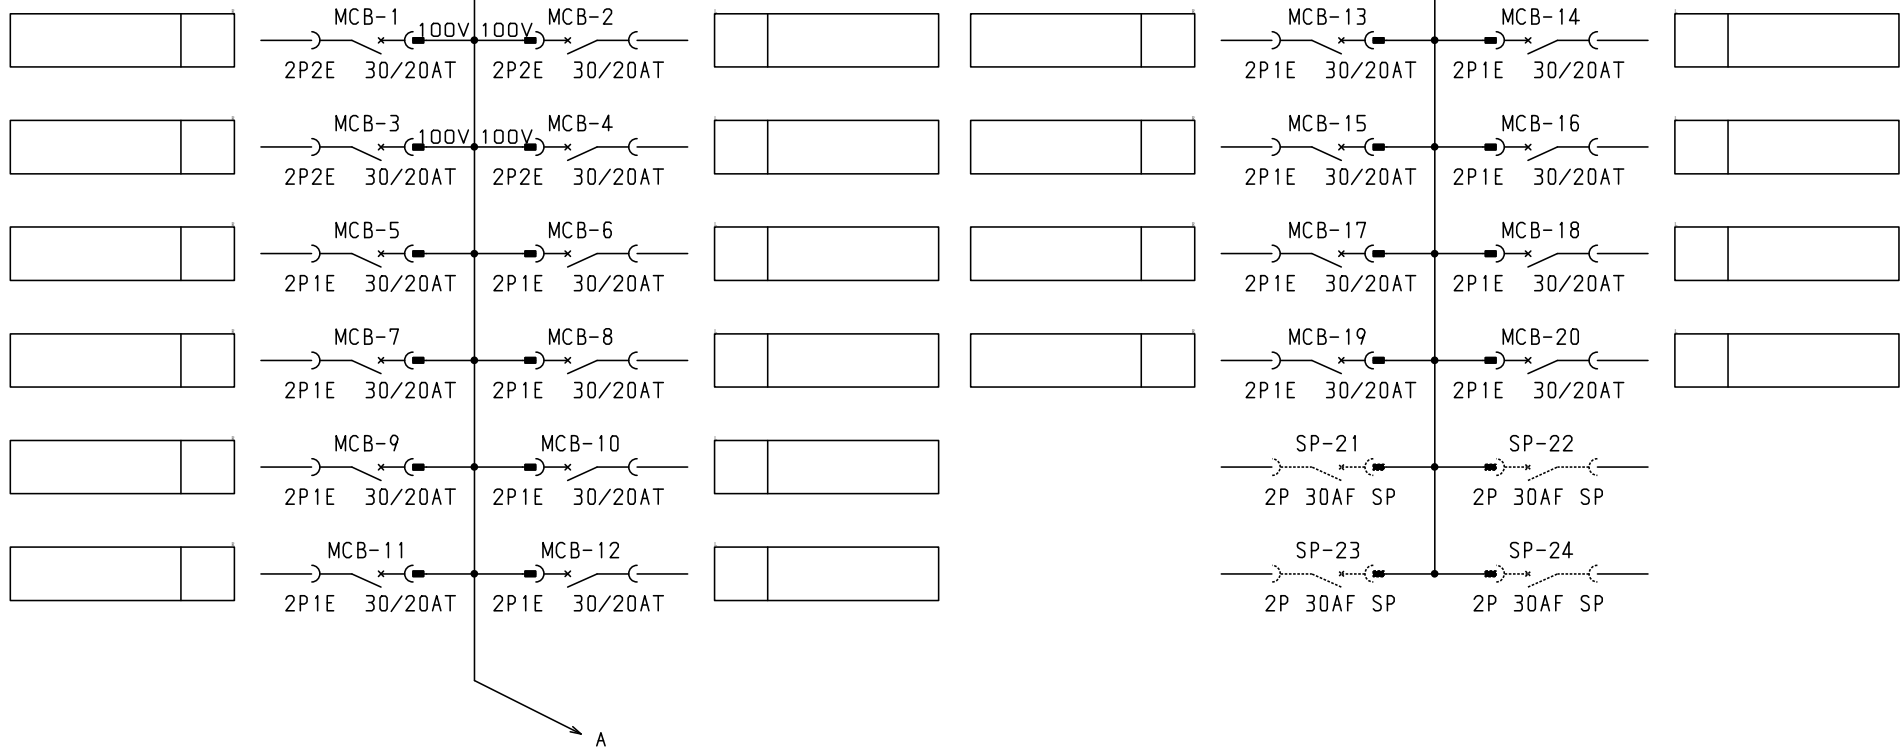 MCB-1 100V 100V MCB-2 MCB-13 MCB-14
2P2E 30/20AT 2P2E 30/20AT 2P1E 30/20AT 2P1E 30/20AT
MCB-3 100V 100V MCB-4 MCB-15 MCB-16
2P2E 30/20AT 2P2E 30/20AT 2P1E 30/20AT 2P1E 30/20AT
MCB-5 MCB-6 MCB-17 MCB-18
2P1E 30/20AT 2P1E 30/20AT 2P1E 30/20AT 2P1E 30/20AT
MCB-7 MCB-8 MCB-19 MCB-20
2P1E 30/20AT 2P1E 30/20AT 2P1E 30/20AT 2P1E 30/20AT
MCB-9 MCB-10 SP-21 SP-22
2P1E 30/20AT 2P1E 30/20AT 2P 30AF SP 2P 30AF SP
MCB-11 MCB-12 SP-23 SP-24
2P1E 30/20AT 2P1E 30/20AT 2P 30AF SP 2P 30AF SP
A